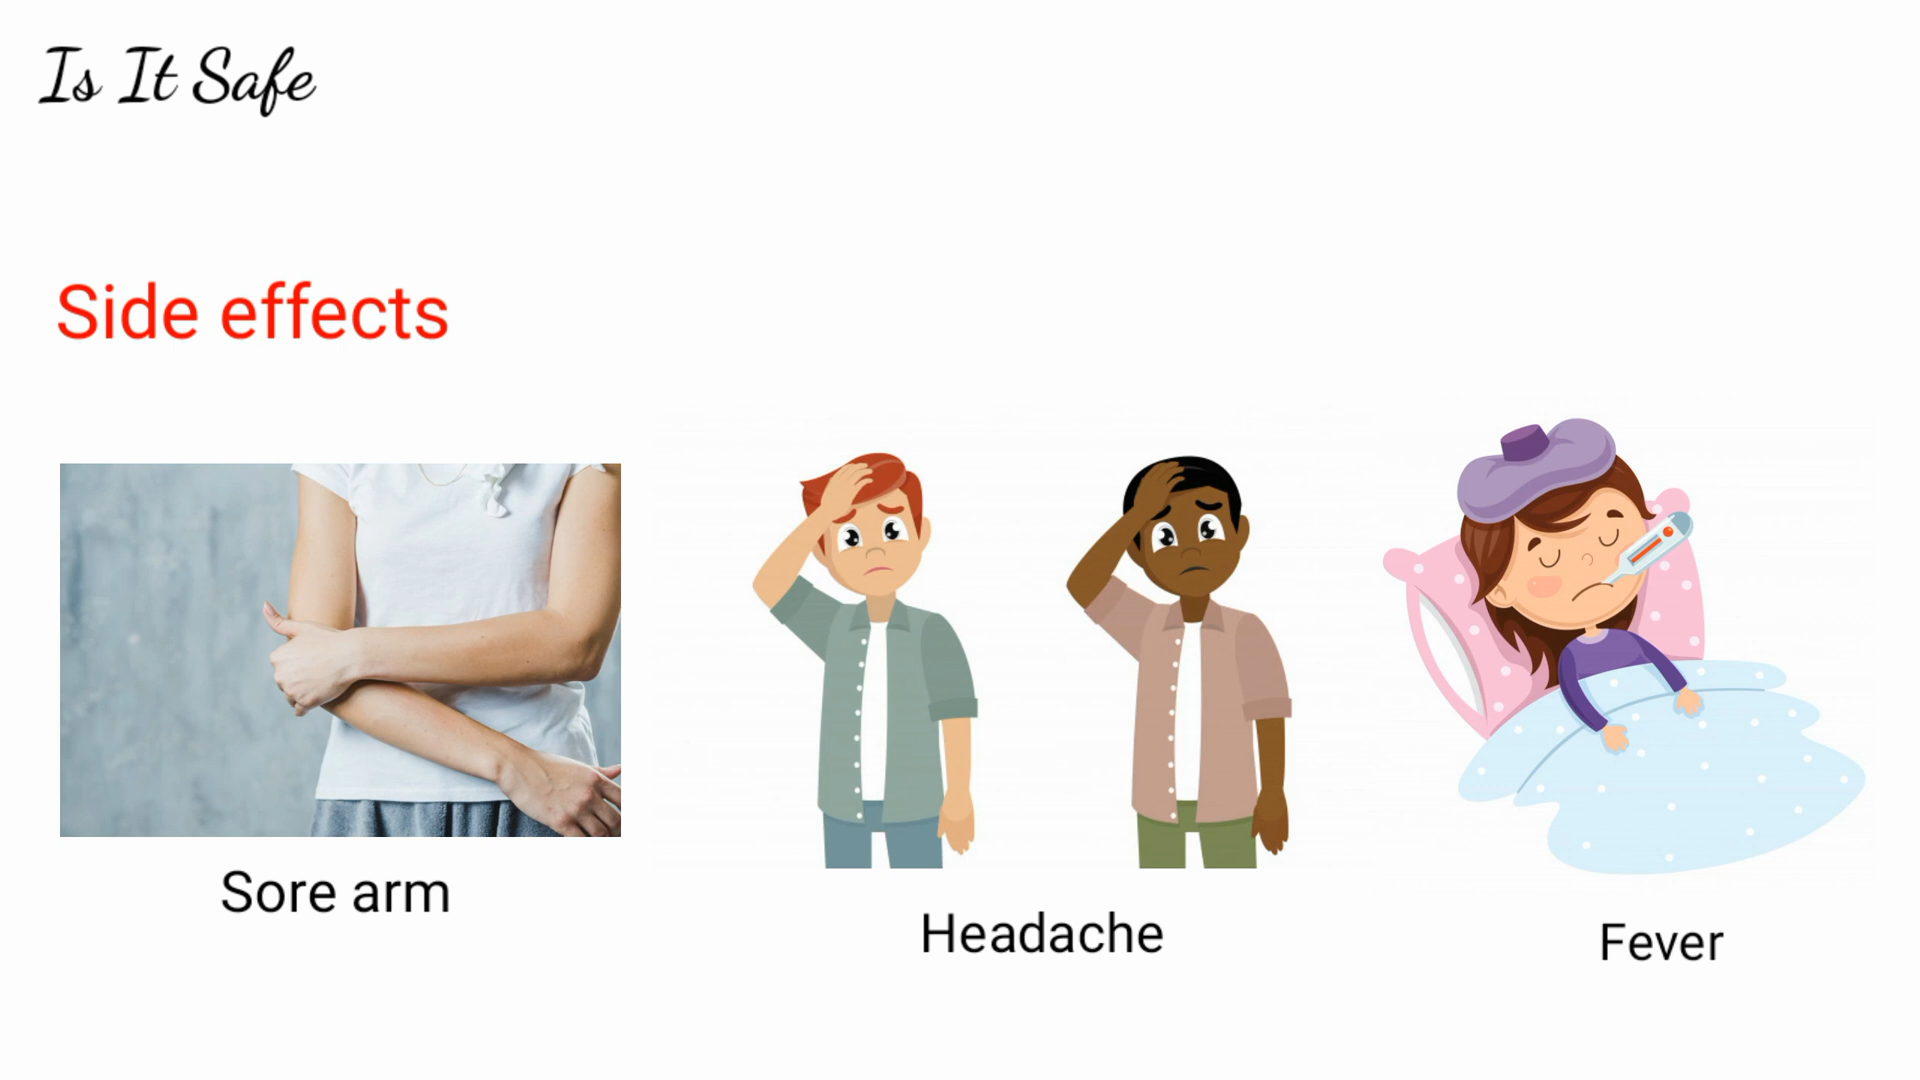 Is It Safe
Side effects
Sore arm
Headache
Fever